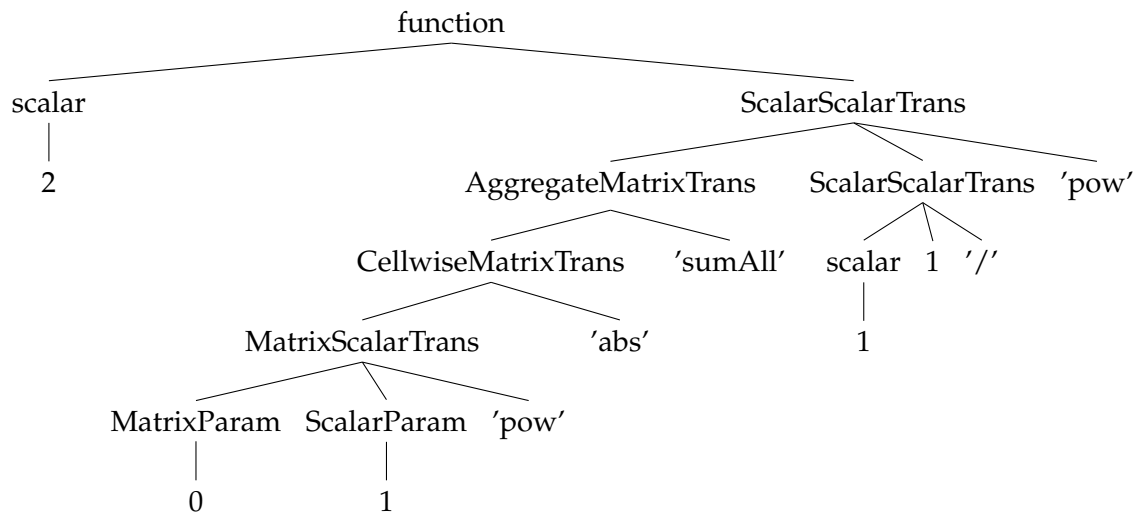 function
scalar ScalarScalarTrans
2 AggregateMatrixTrans ScalarScalarTrans ’pow’
CellwiseMatrixTrans ’sumAll’ scalar 1 ’/’
MatrixScalarTrans ’abs’ 1
MatrixParam ScalarParam ’pow’
0 1